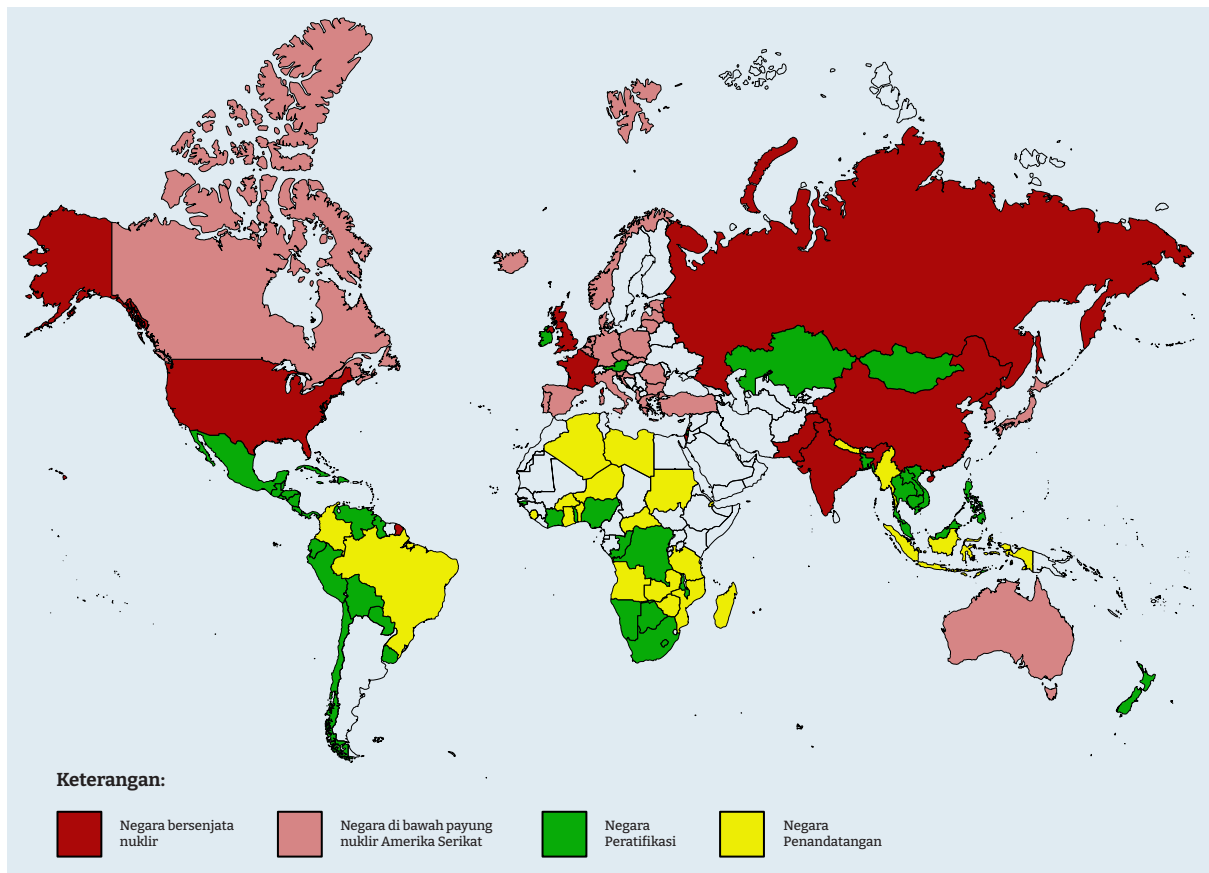 Keterangan:
Negara bersenjata
nuklir
Negara di bawah payung
nuklir Amerika Serikat
Negara
Peratifikasi
Negara
Penandatangan